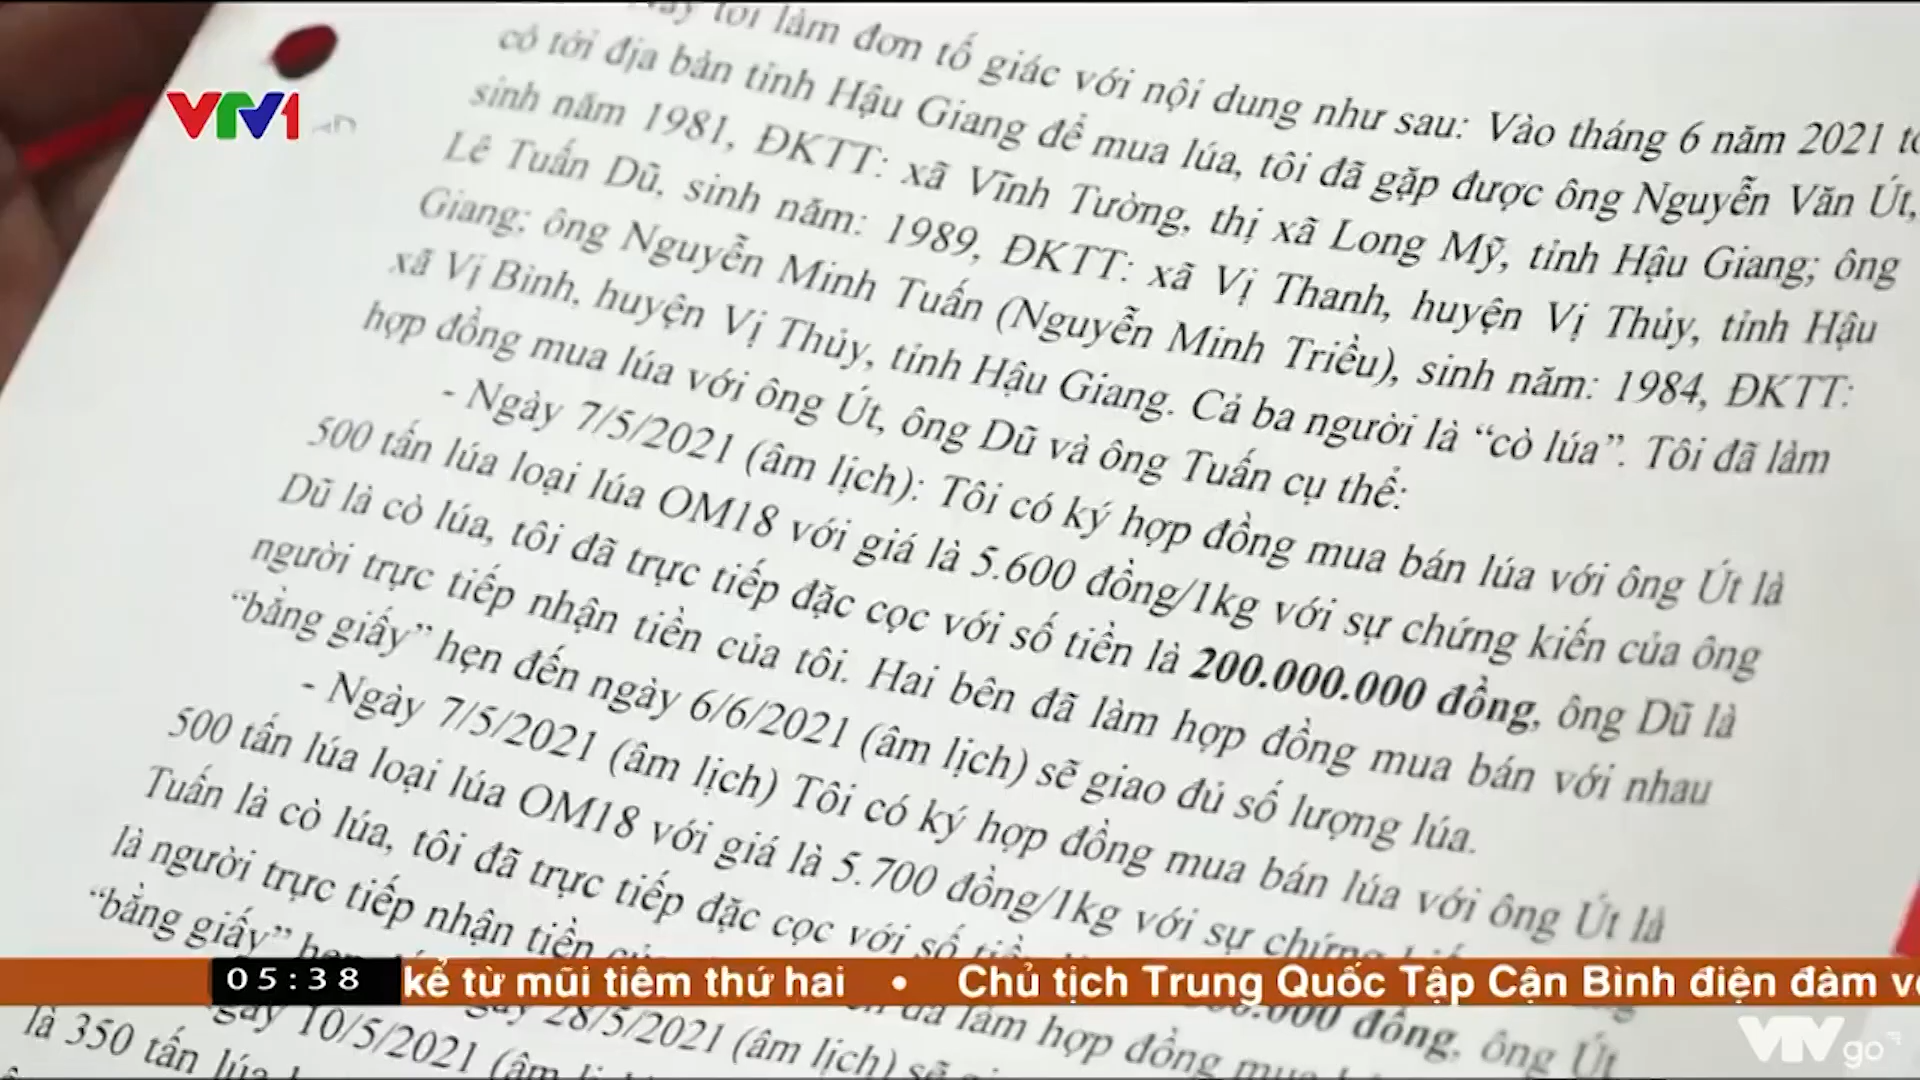 tôi làm đơn tố giác với nội dung như sau: Vào tháng 6 năm 2021
có tới địa bàn tỉnh Hậu Giang để mua lúa, tôi đã gặp được ông Nguyễn Văn Út,
sinh năm 1981, ĐKTT: xã Vĩnh Tường, thị xã Long Mỹ, tỉnh Hậu Giang; ông
Lê Tuấn Dũ, sinh năm: 1989, ĐKTT: xã Vị Thanh, huyện Vị Thủy, tỉnh Hậu
Giang; ông Nguyễn Minh Tuấn (Nguyễn Minh Triều), sinh năm: 1984, ĐKTT:
xã Vị Bình, huyện Vị Thủy, tỉnh Hậu Giang. Cả ba người là “cò lúa”. Tôi đã làm
hợp đồng mua lúa với ông Út, ông Dũ và ông Tuấn cụ thể:
- Ngày 7/5/2021 (âm lịch): Tôi có ký hợp đồng mua bán lúa với ông Út là
500 tấn lúa loại lúa OM18 với giá là 5.600 đồng/1kg với sự chứng kiến của ông
Dũ là cò lúa, tôi đã trực tiếp đặc cọc với số tiền là 200.000.000 đồng, ông Dũ là
người trực tiếp nhận tiền của tôi. Hai bên đã làm hợp đồng mua bán với nhau
“bằng giấy” hẹn đến ngày 6/6/2021 (âm lịch) sẽ giao đủ số lượng lúa.
- Ngày 7/5/2021 (âm lịch) Tôi có ký hợp đồng mua bán lúa với ông Út là
500 tấn lúa loại lúa OM18 với giá là 5.700 đồng/1kg với sự chứng
Tuấn là cò lúa, tôi đã trực tiếp đặc cọc với số .000 đồng, ông Út
là người trực tiếp nhận tiền đã làm hợp đồng mua
“bằng giấy” 28/5/2021 (âm lịch) sẽ
10/5/2021 (âm
là 350 tấn lúa
VTV1
05:38 kể từ mũi tiêm thứ hai • Chủ tịch Trung Quốc Tập Cận Bình điện đàm
VTV go